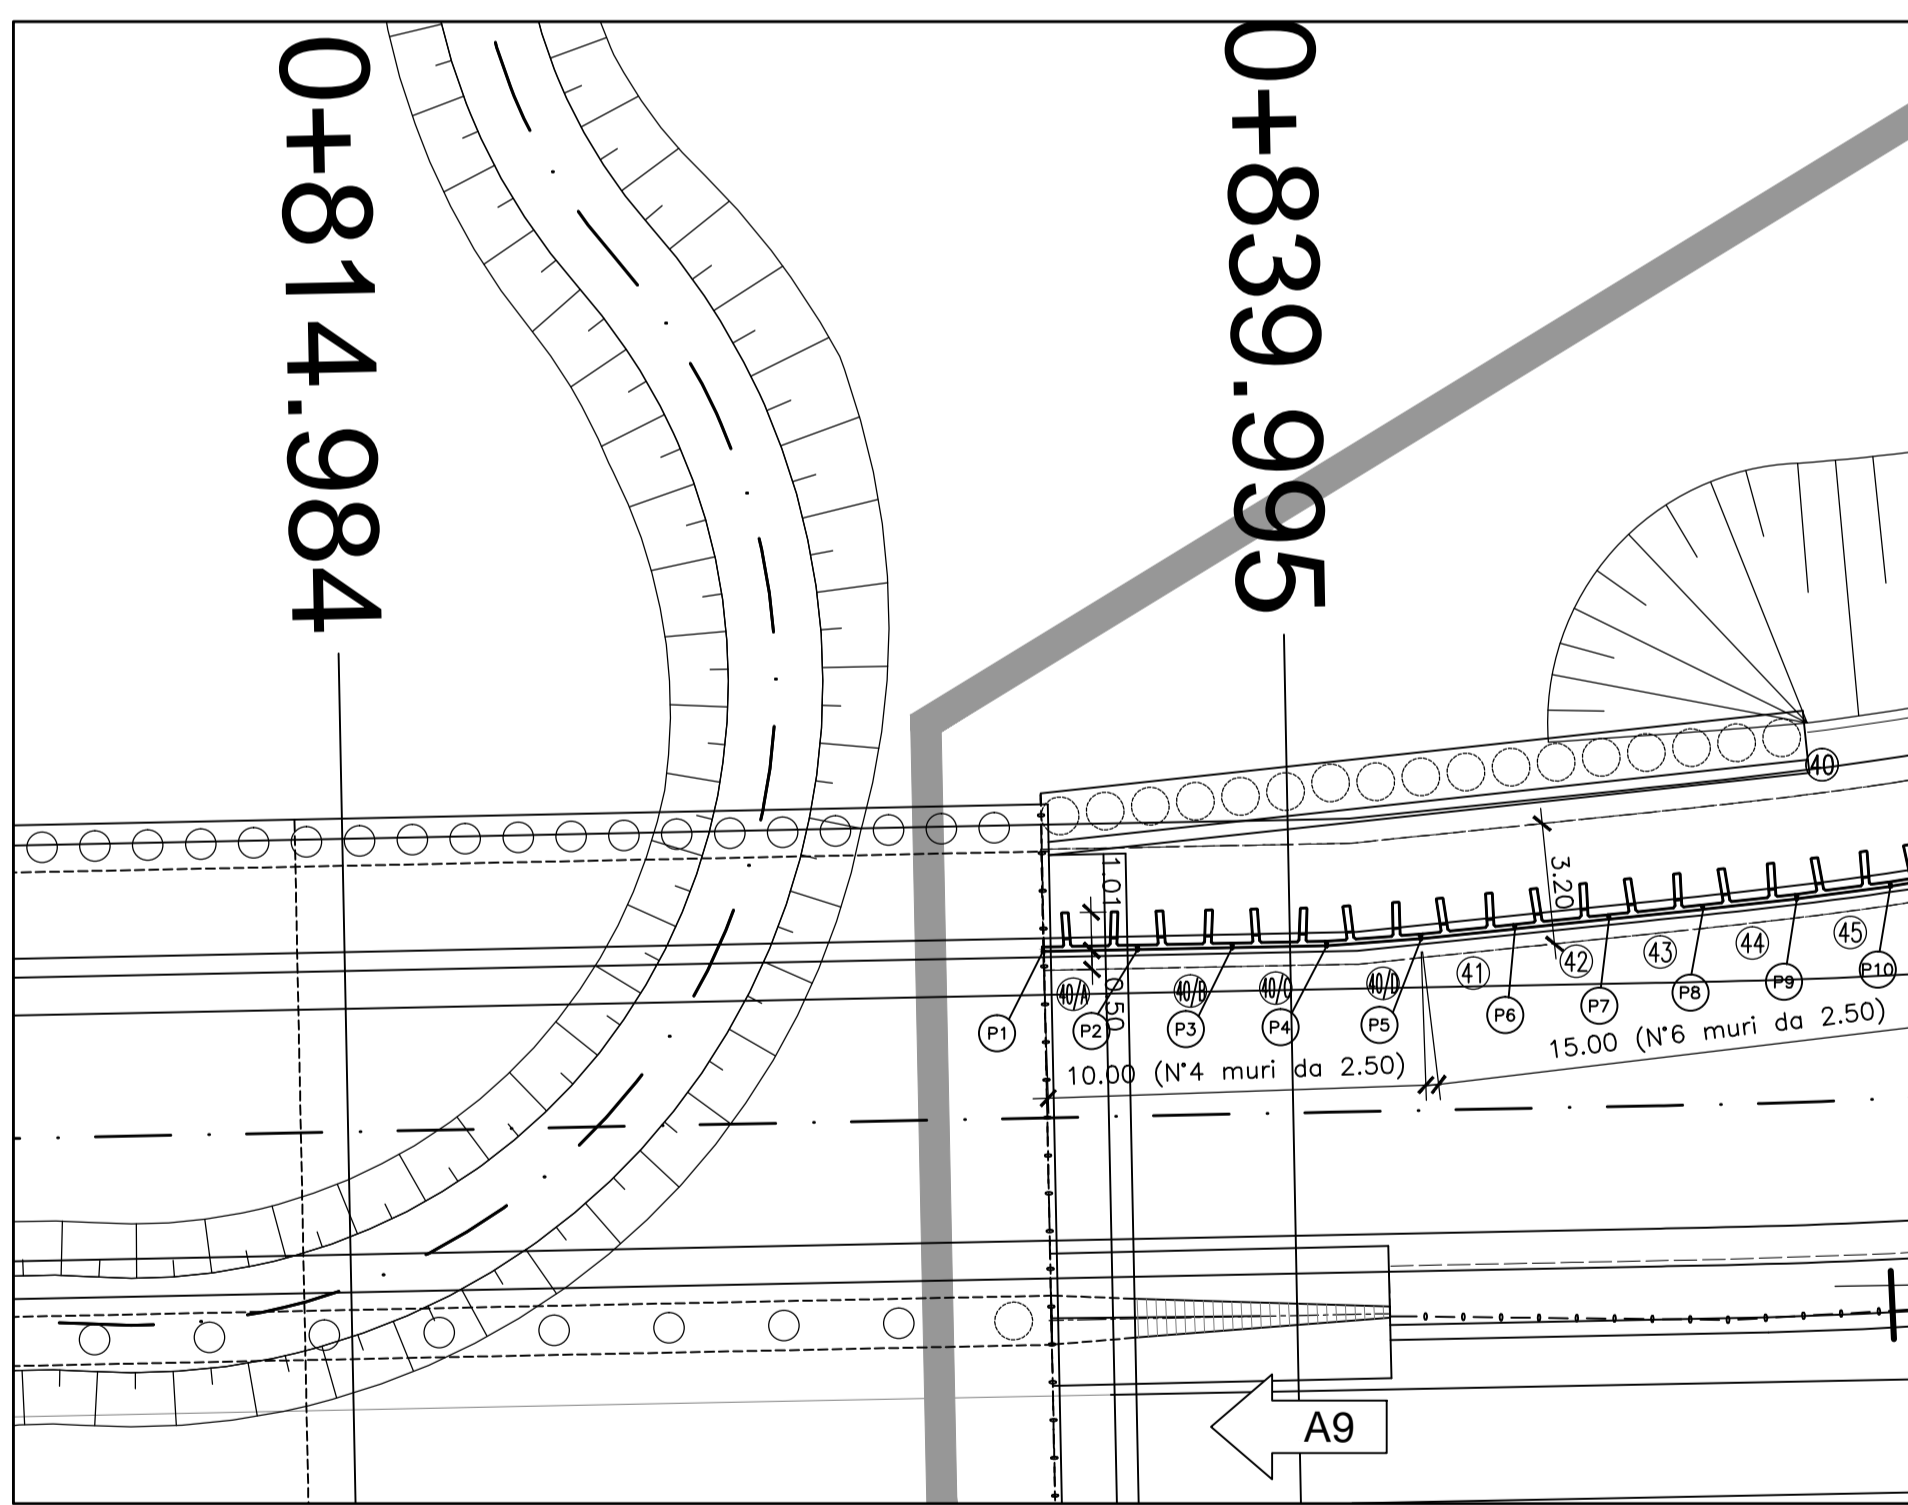 0+814.984
0+839.995
40
3.20
1.01
0.50
40/A
40/B
40/C
40/D
41
42
43
44
45
P1
P2
P3
P4
P5
P6
P7
P8
P9
P10
10.00 (N°4 muri da 2.50)
15.00 (N°6 muri da 2.50)
A9